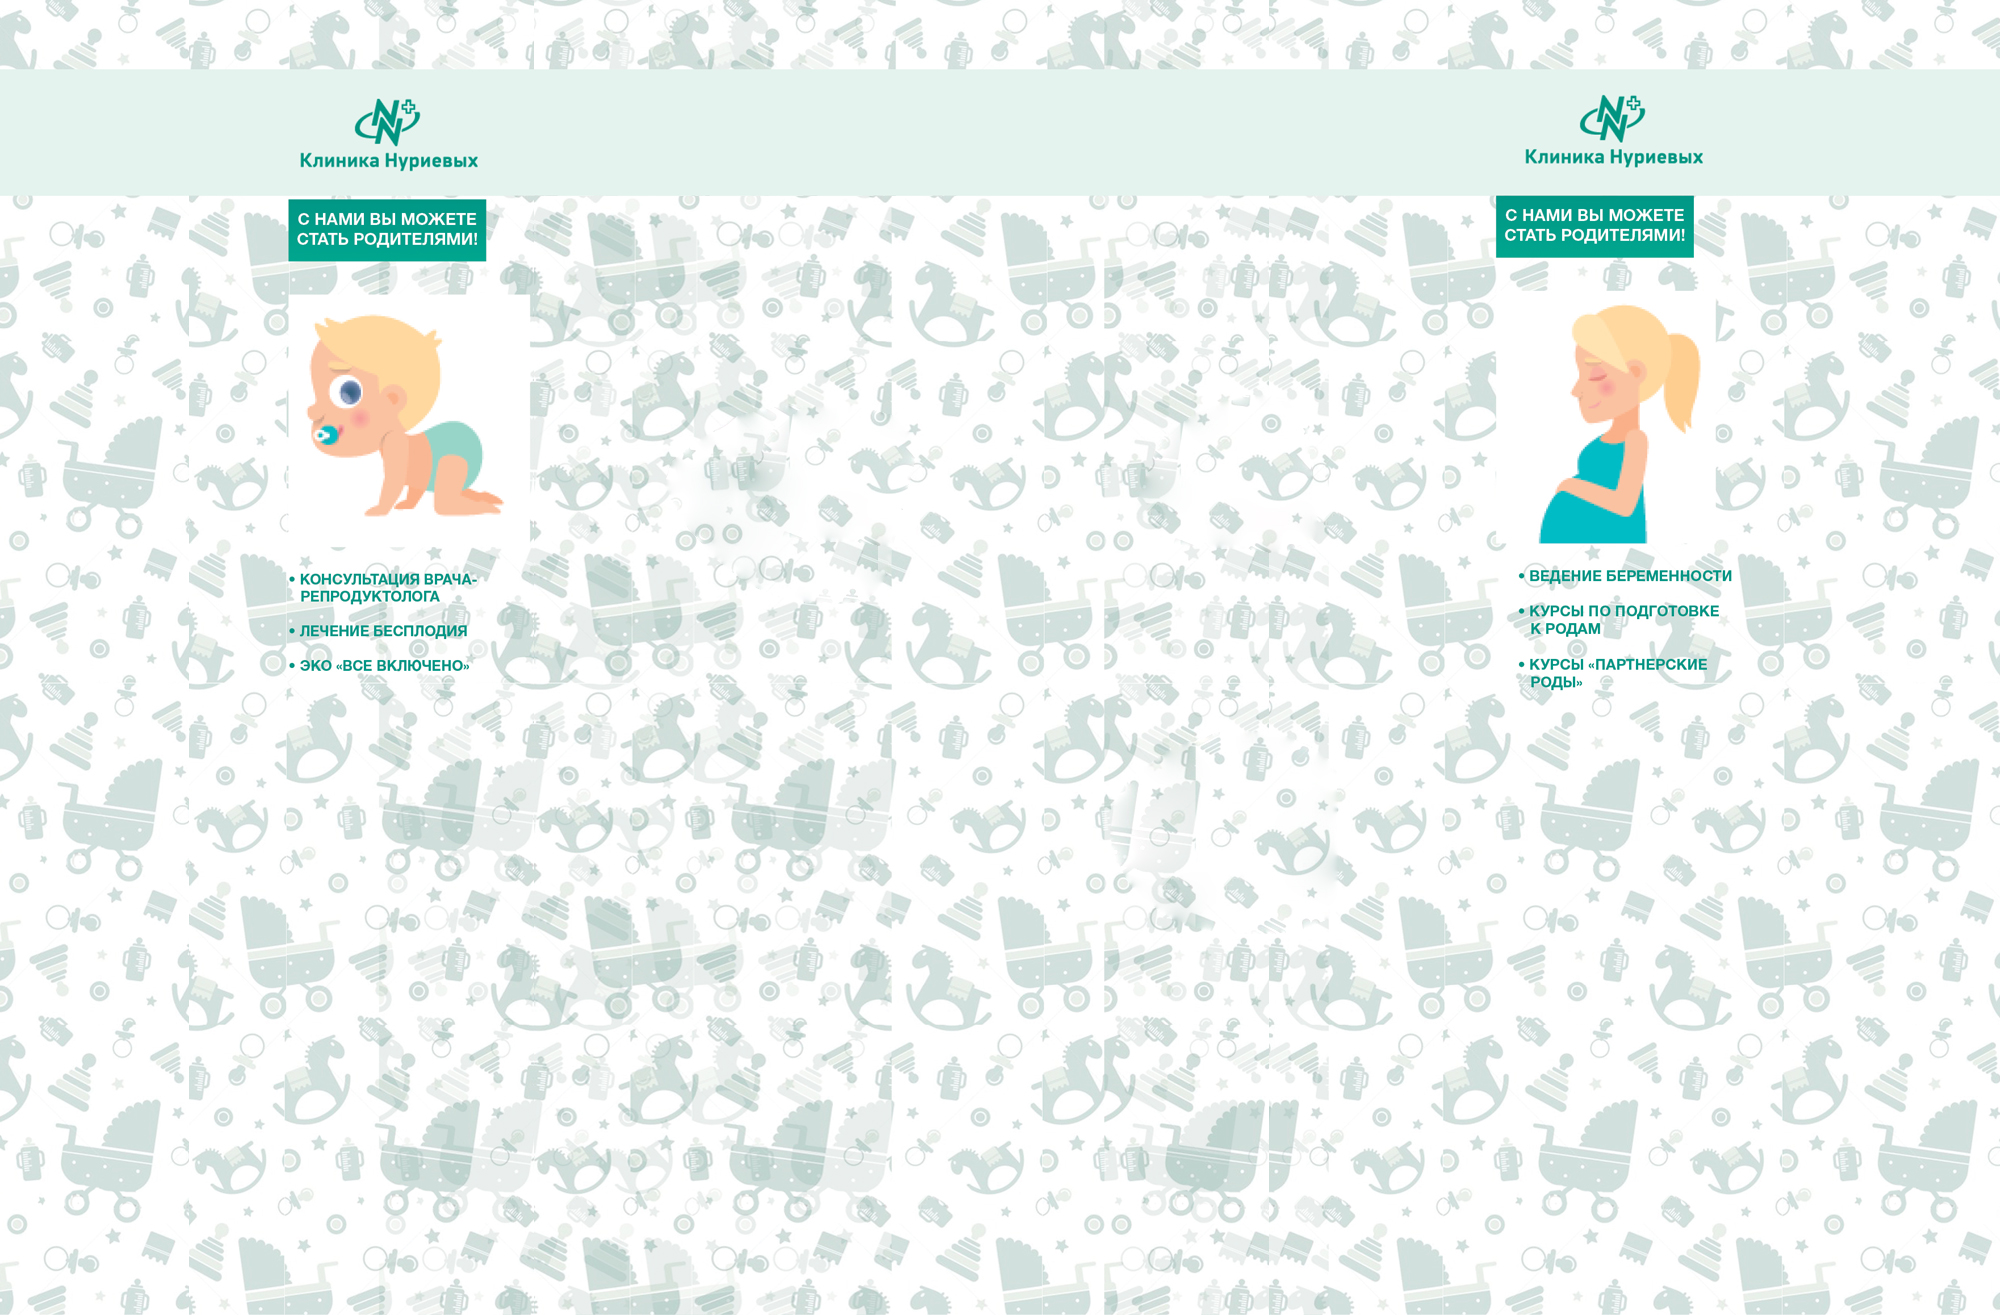 Клиника Нуриевых
С НАМИ ВЫ МОЖЕТЕ
СТАТЬ РОДИТЕЛЯМИ!
• КОНСУЛЬТАЦИЯ ВРАЧА-
РЕПРОДУКТОЛОГА
• ЛЕЧЕНИЕ БЕСПЛОДИЯ
• ЭКО «ВСЕ ВКЛЮЧЕНО»
Клиника Нуриевых
С НАМИ ВЫ МОЖЕТЕ
СТАТЬ РОДИТЕЛЯМИ!
• ВЕДЕНИЕ БЕРЕМЕННОСТИ
• КУРСЫ ПО ПОДГОТОВКЕ
К РОДАМ
• КУРСЫ «ПАРТНЕРСКИЕ
РОДЫ»